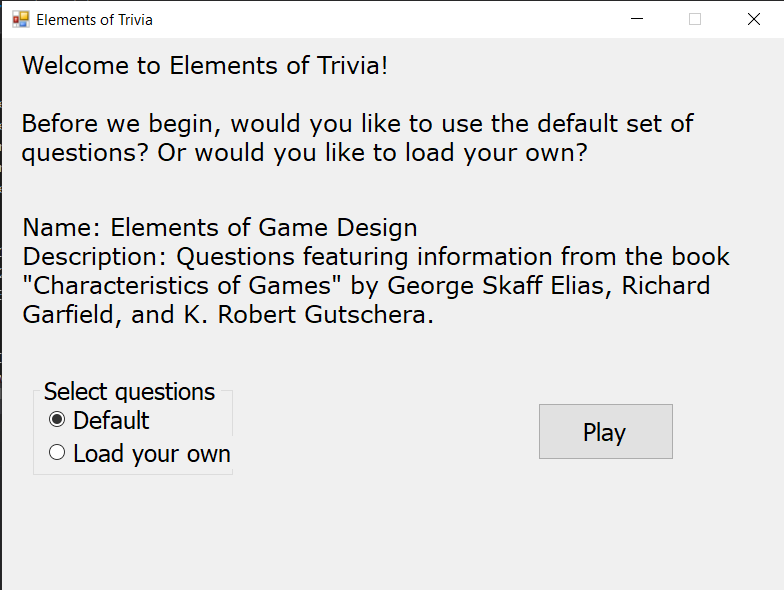 Elements of Trivia
Welcome to Elements of Trivia!
Before we begin, would you like to use the default set of
questions? Or would you like to load your own?
Name: Elements of Game Design
Description: Questions featuring information from the book
"Characteristics of Games" by George Skaff Elias, Richard
Garfield, and K. Robert Gutschera.
Select questions
Default
Load your own
Play